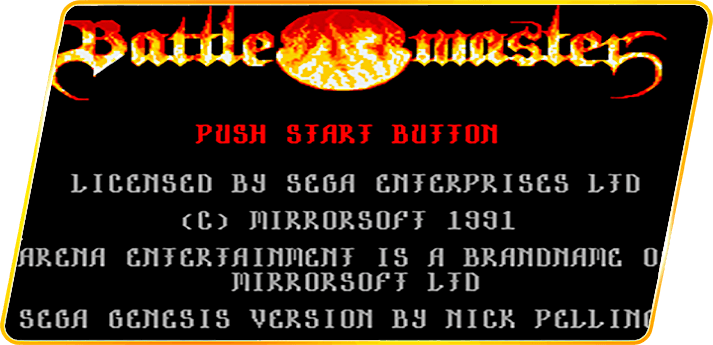 Battle master
PUSH START BUTTON
LICENSED BY SEGA ENTERPRISES LTD
(C) MIRRORSOFT 1991
ARENA ENTERTAINMENT IS A BRANDNAME O
MIRRORSOFT LTD
SEGA GENESIS VERSION BY NICK PELLING